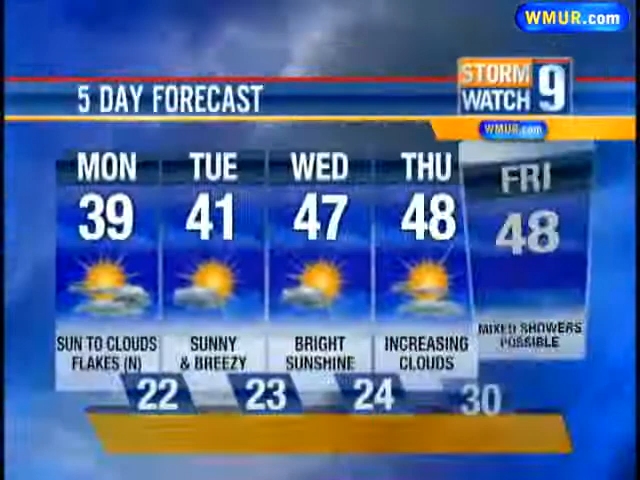 WMUR.com
5 DAY FORECAST
STORM
WATCH 9
WMUR.com
MON TUE WED THU FRI
39 41 47 48 48
SUN TO CLOUDS
FLAKES (N)
SUNNY
& BREEZY
BRIGHT
SUNSHINE
INCREASING
CLOUDS
MIXED SHOWERS
POSSIBLE
22 23 24 30